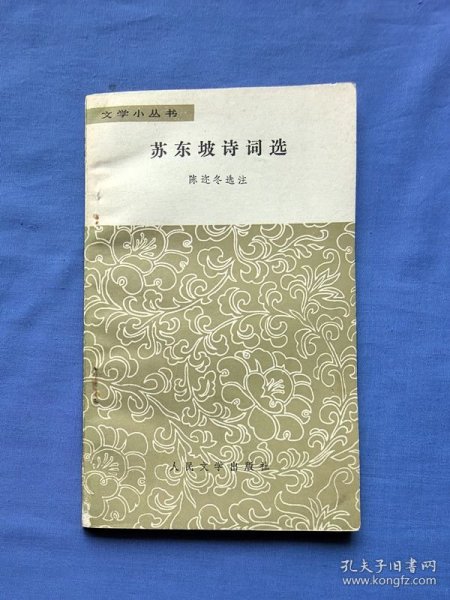 文学小丛书
苏东坡诗词选
陈迩冬选注
人民文学出版社
孔夫子旧书网
www.kongfz.com